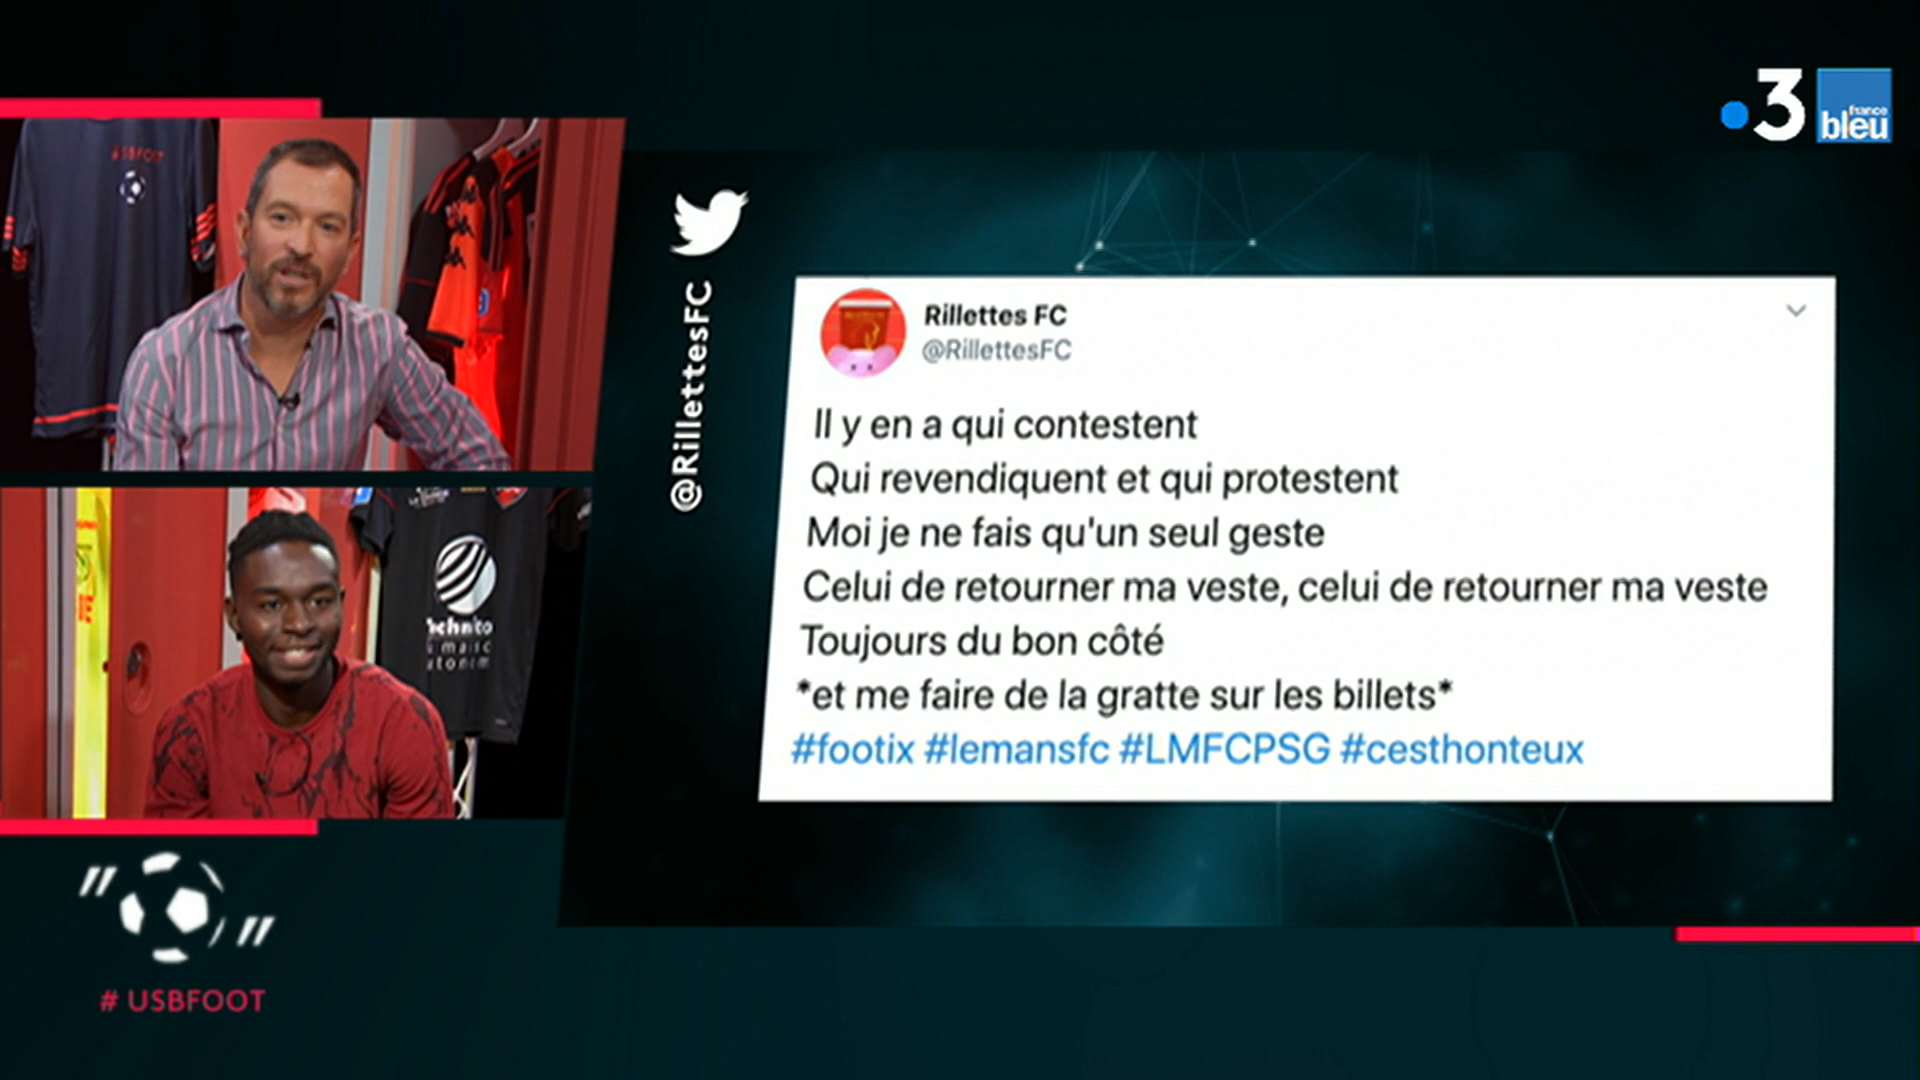 3
france
bleu
#USBFOOT
@RillettesFC
Rillettes FC
@RillettesFC
Il y en a qui contestent
Qui revendiquent et qui protestent
Moi je ne fais qu'un seul geste
Celui de retourner ma veste, celui de retourner ma veste
Toujours du bon côté
*et me faire de la gratte sur les billets*
#footix #lemansfc #LMFCPSG #cesthonteux
# USBFOOT